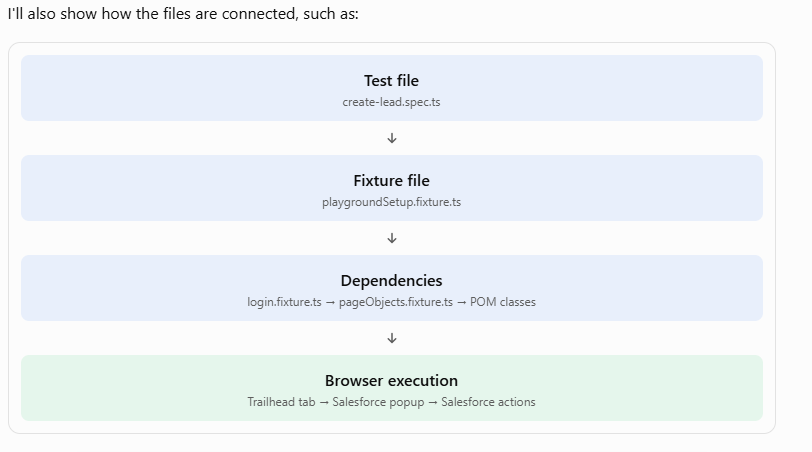 I'll also show how the files are connected, such as:
Test file
create-lead.spec.ts
↓
Fixture file
playgroundSetup.fixture.ts
↓
Dependencies
login.fixture.ts → pageObjects.fixture.ts → POM classes
↓
Browser execution
Trailhead tab → Salesforce popup → Salesforce actions